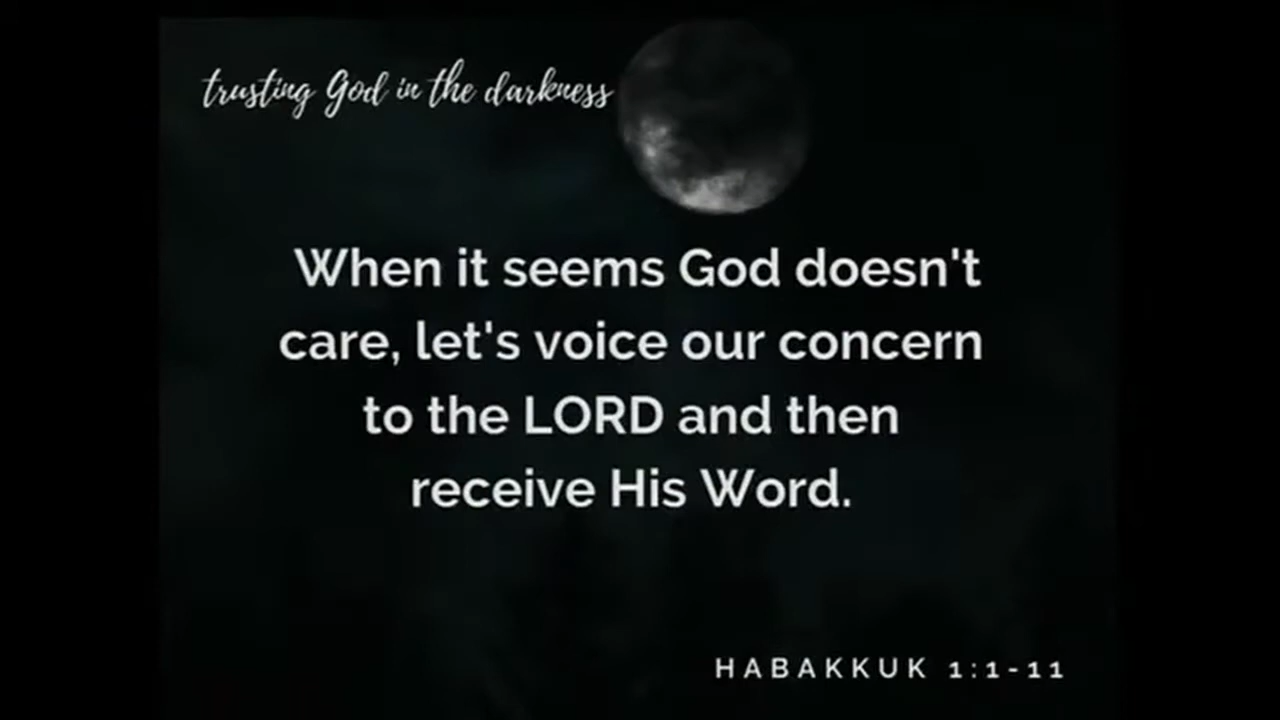 trusting God in the darkness
When it seems God doesn't
care, let's voice our concern
to the LORD and then
receive His Word.
HABAKKUK 1:1-11